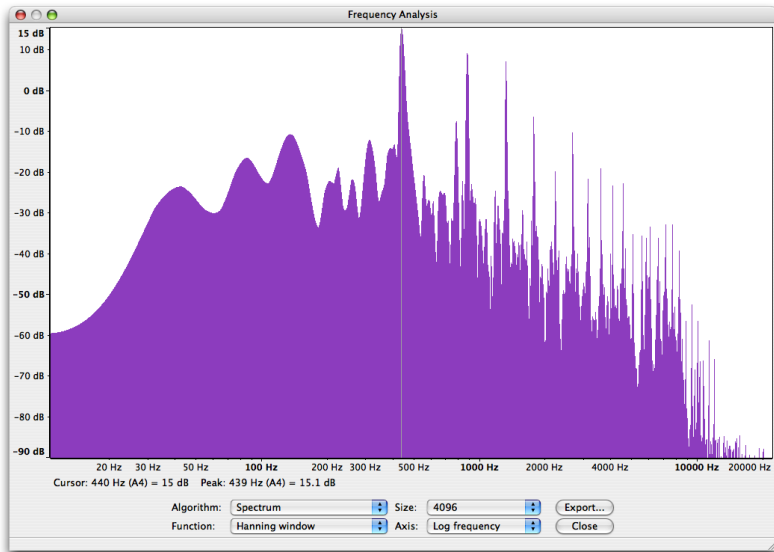 Frequency Analysis
15 dB
10 dB
0 dB
-10 dB
-20 dB
-30 dB
-40 dB
-50 dB
-60 dB
-70 dB
-80 dB
-90 dB
20 Hz 30 Hz 50 Hz 100 Hz 200 Hz 300 Hz 500 Hz 1000 Hz 2000 Hz 4000 Hz 10000 Hz 20000 Hz
Cursor: 440 Hz (A4) = 15 dB Peak: 439 Hz (A4) = 15.1 dB
Algorithm: Spectrum Size: 4096 Export...
Function: Hanning window Axis: Log frequency Close